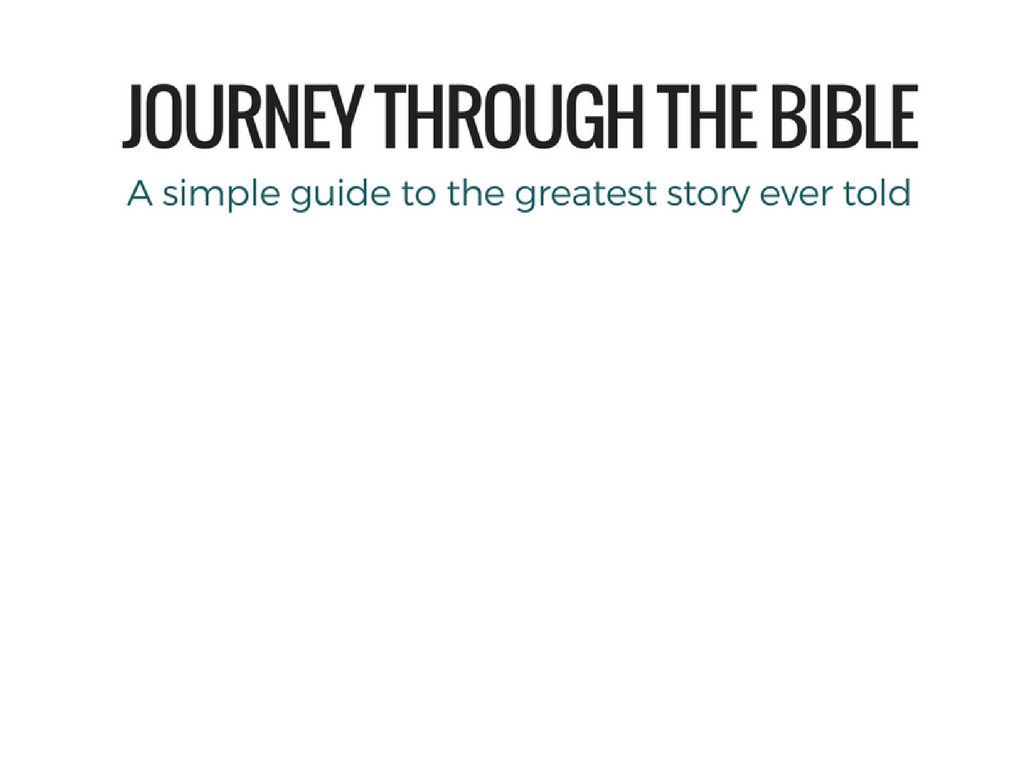 JOURNEY THROUGH THE BIBLE
A simple guide to the greatest story ever told